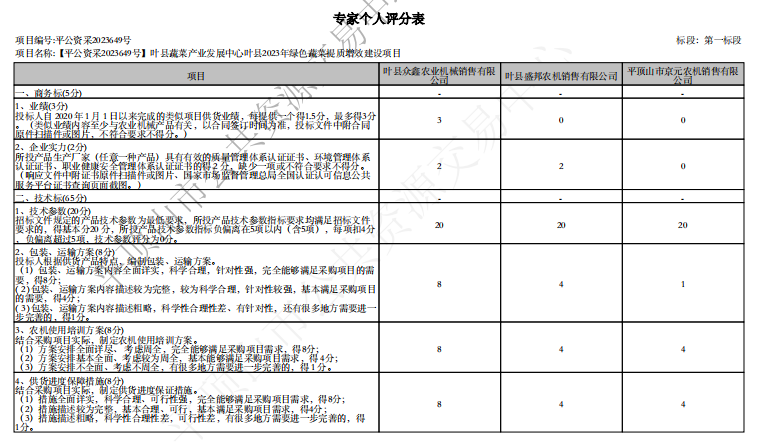 专家个人评分表
项目编号:平公资采2023649号 标段：第一标段
项目名称:【平公资采2023649号】叶县蔬菜产业发展中心叶县2023年绿色蔬菜提质增效建设项目
项目 叶县众鑫农业机械销售有限公司 叶县盛邦农机销售有限公司 平顶山市京元农机销售有限公司
一、商务标(5分) - - -
1、业绩(3分)
投标人自 2020 年 1 月 1 日以来完成的类似项目供货业绩，每提供一个得1.5分，最多得3分
。（类似业绩内容至少与农业机械产品有关，以合同签订时间为准，投标文件中附合同
原件扫描件或图片，不符合要求不得分。）
3 0 0
2、企业实力(2分)
所投产品生产厂家（任意一种产品）具有有效的质量管理体系认证证书、环境管理体系
认证证书、职业健康安全管理体系认证证书的得 2 分，缺少一项或不符合要求不得分。
（响应文件中附证书原件扫描件或图片、国家市场监督管理总局全国认证认可信息公共
服务平台证书查询页面截图。）
2 2 0
二、技术标(65分) - - -
1、技术参数(20分)
招标文件规定的产品技术参数为最低要求，所投产品技术参数指标要求均满足招标文件
要求的，得基本分20 分，所投产品技术参数指标负偏离在5项以内（含5项），每项扣4分
，负偏离超过5项，技术参数评分为0分。
20 20 20
2、包装、运输方案(8分)
投标人根据供货产品特点，编制包装、运输方案。
（1）包装、运输方案内容全面详实，科学合理，针对性强，完全能够满足采购项目的需
要，得8分；
（2）包装、运输方案内容描述较为完整，较为科学合理，针对性较强，基本满足采购项目
的需要，得4分；
（3）包装、运输方案内容描述粗略，科学性合理性差、有针对性，还有很多地方需要进一
步完善的，得1分。
8 4 1
3、农机使用培训方案(8分)
结合采购项目实际，制定农机使用培训方案。
（1）方案安排全面详尽、考虑周全，完全能够满足采购项目需求，得8分；
（2）方案安排基本全面、考虑较为周全，基本能够满足采购项目需求，得 4分；
（3）方案安排不全面、考虑不周全，有很多地方需要进一步完善的，得 1 分。
8 4 4
4、供货进度保障措施(8分)
结合采购项目实际，制定供货进度保证措施。
（1）措施全面详实、科学合理、可行性强，完全能够满足采购项目需求，得8分；
（2）措施描述较为完整，基本合理、可行，基本满足采购项目需求，得4分；
（3）措施描述粗略，科学性合理性差，可行性差，有很多地方需要进一步完善的，得
1分。
8 4 4